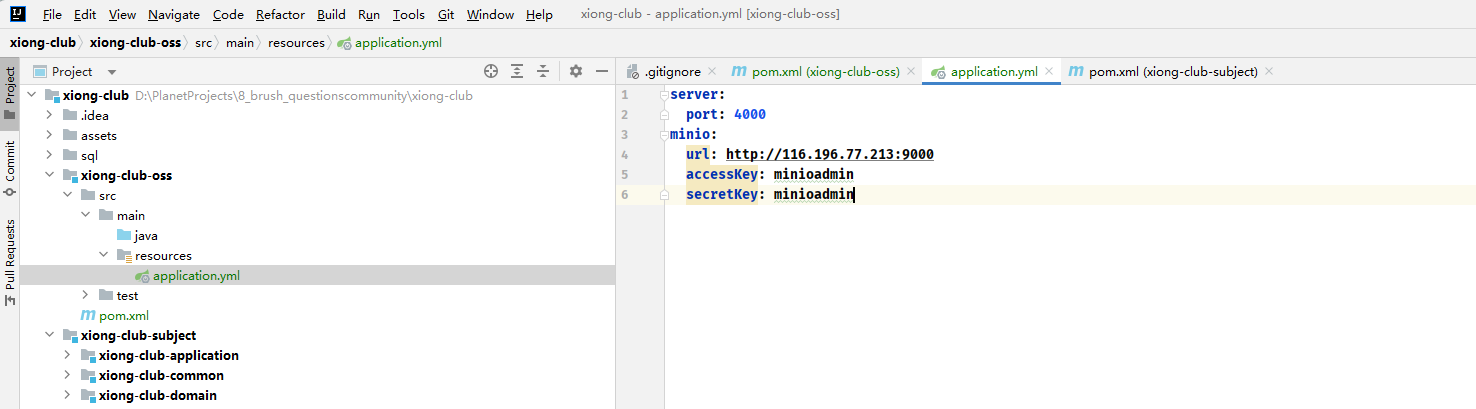 File Edit View Navigate Code Refactor Build Run Tools Git Window Help xiong-club - application.yml [xiong-club-oss]
xiong-club xiong-club-oss src main resources application.yml
Project
.gitignore pom.xml (xiong-club-oss) application.yml pom.xml (xiong-club-subject)
Project
Commit
Pull Requests
xiong-club D:\PlanetProjects\8_brush_questionscommunity\xiong-club
.idea
assets
sql
xiong-club-oss
src
main
java
resources
application.yml
test
pom.xml
xiong-club-subject
xiong-club-application
xiong-club-common
xiong-club-domain
1 server:
2 port: 4000
3 minio:
4 url: http://116.196.77.213:9000
5 accessKey: minioadmin
6 secretKey: minioadmin